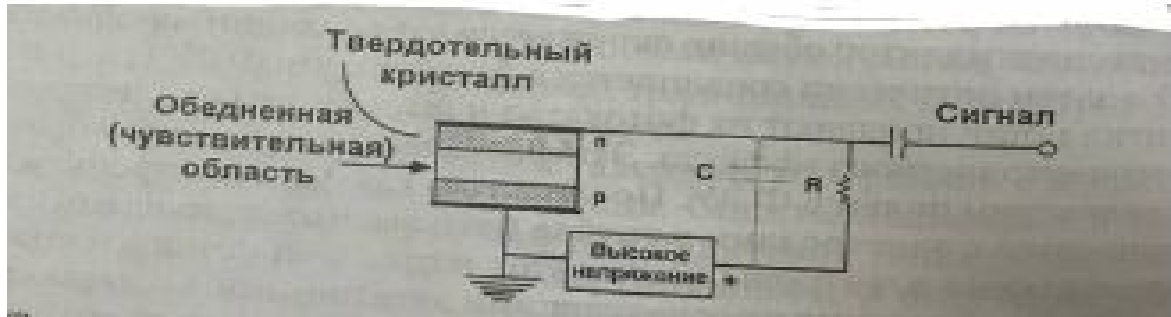 Твердотельный
кристалл
Обедненная
(чувствительная)
область
n
p
C
R
Сигнал
Высокое
напряжение
+